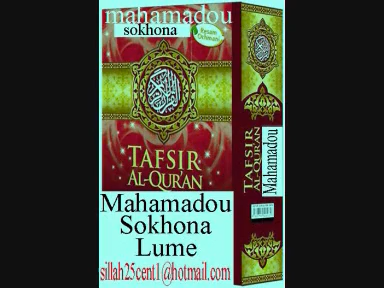 mahamadou
sokhona
TAFSIR
AL-QUR'AN
Mahamadou
Sokhona
Lume
sillah25cent1@hotmail.com
TAFSIR
AL-QUR'AN
Mahamadou